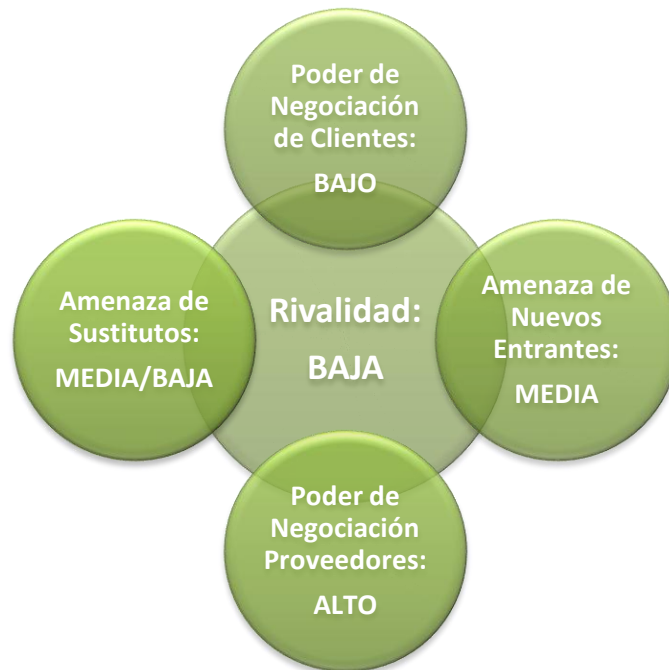 Poder de
Negociación
de Clientes:
BAJO
Amenaza de
Sustitutos:
MEDIA/BAJA
Rivalidad:
BAJA
Amenaza de
Nuevos
Entrantes:
MEDIA
Poder de
Negociación
Proveedores:
ALTO